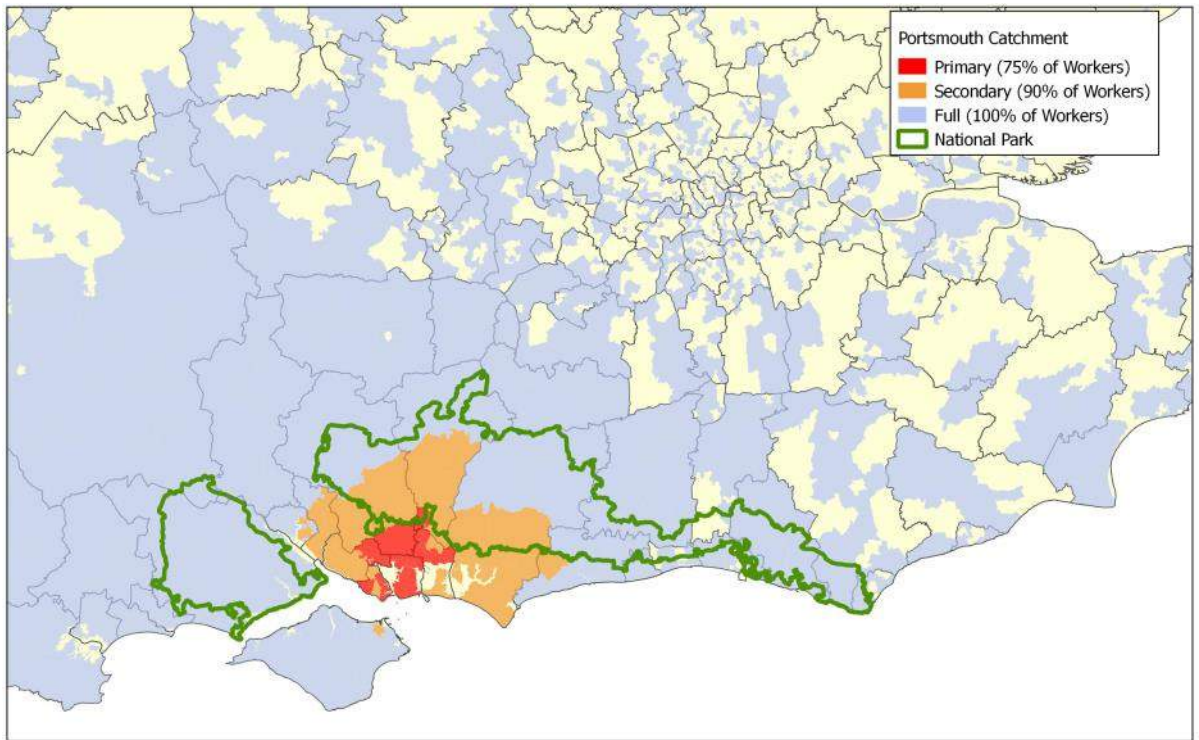 Portsmouth Catchment
Primary (75% of Workers)
Secondary (90% of Workers)
Full (100% of Workers)
National Park